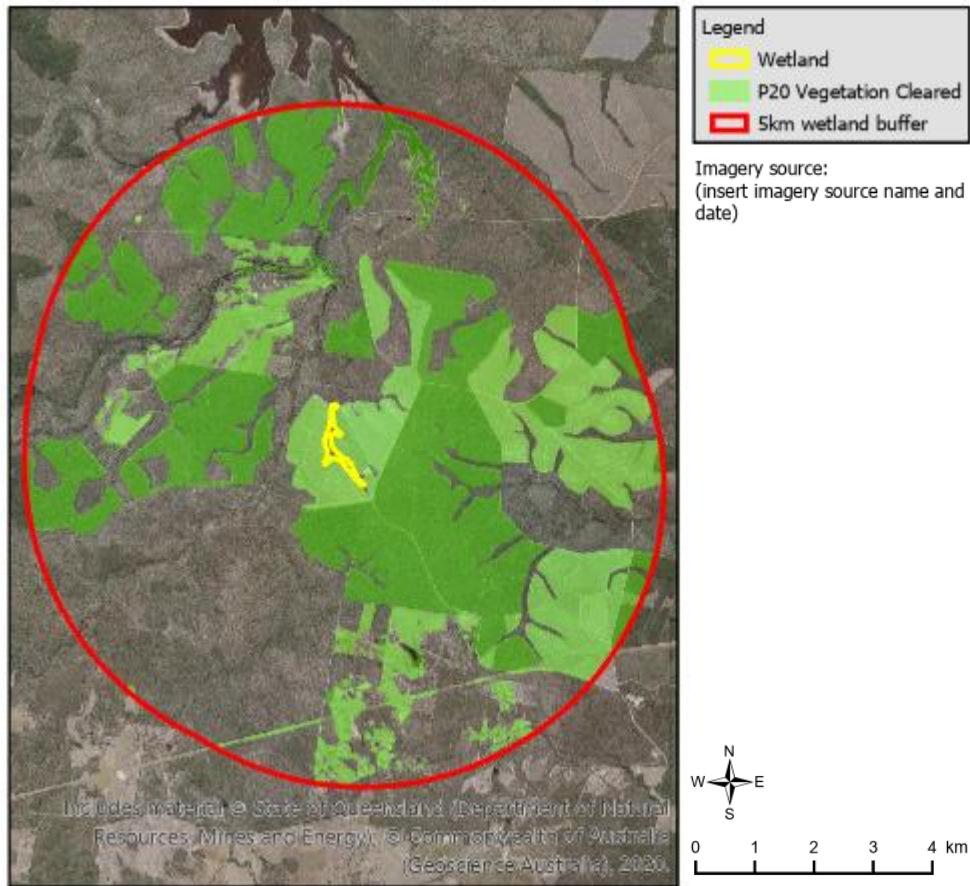 Legend
Wetland
P20 Vegetation Cleared
5km wetland buffer
Imagery source:
(insert imagery source name and
date)
Includes material © State of Queensland (Department of Natural
Resources, Mines and Energy); © Commonwealth of Australia
(Geoscience Australia), 2020.
N
W E
S
0 1 2 3 4 km